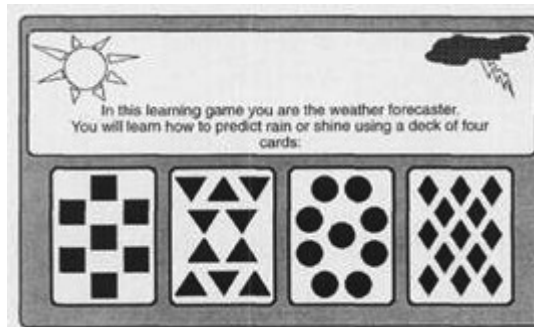 In this learning game you are the weather forecaster.
You will learn how to predict rain or shine using a deck of four
cards: